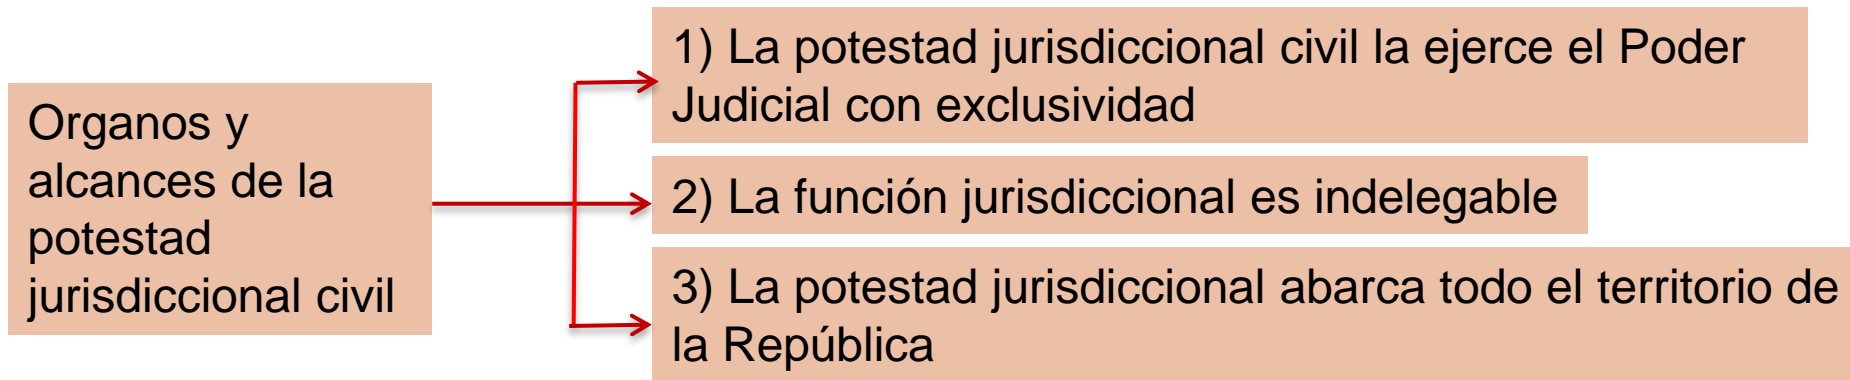 Organos y
alcances de la
potestad
jurisdiccional civil
1) La potestad jurisdiccional civil la ejerce el Poder
Judicial con exclusividad
2) La función jurisdiccional es indelegable
3) La potestad jurisdiccional abarca todo el territorio de
la República